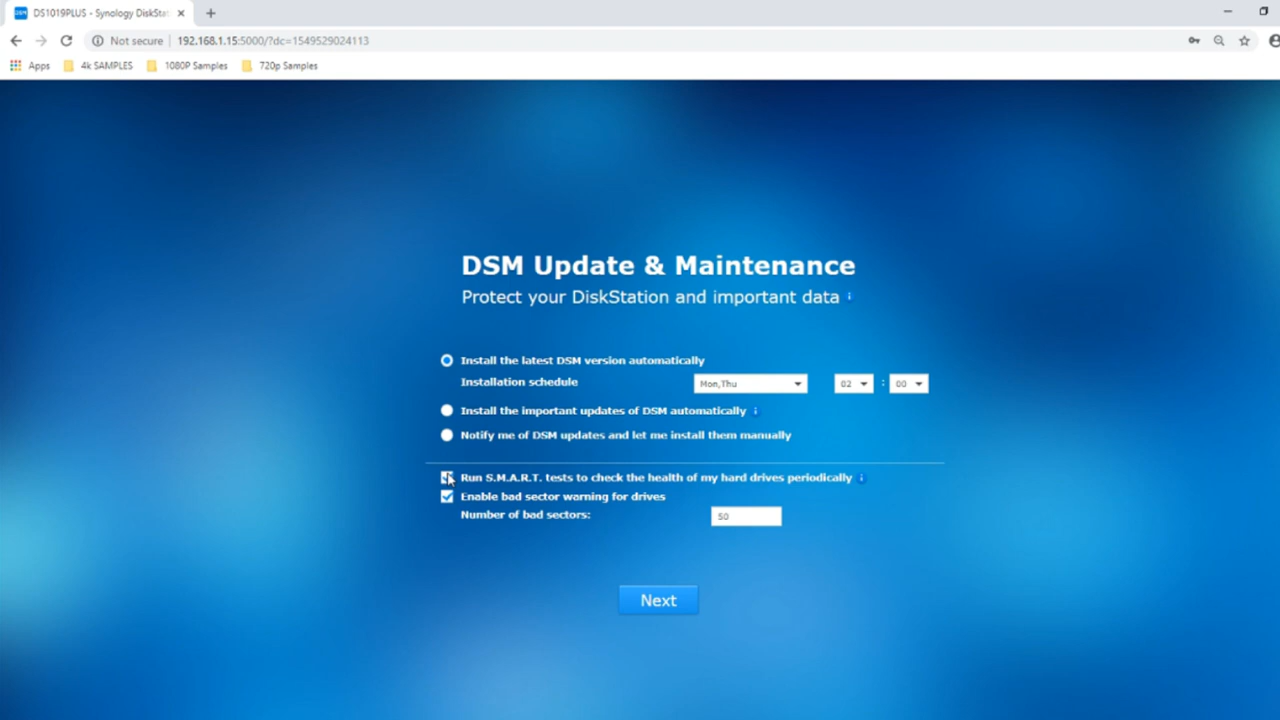 DS1019PLUS - Synology DiskSta
Not secure | 192.168.1.15:5000/?dc=1549529024113
Apps 4k SAMPLES 1080P Samples 720p Samples
DSM Update & Maintenance
Protect your DiskStation and important data
Install the latest DSM version automatically
Installation schedule Mon,Thu 02 : 00
Install the important updates of DSM automatically
Notify me of DSM updates and let me install them manually
Run S.M.A.R.T. tests to check the health of my hard drives periodically
Enable bad sector warning for drives
Number of bad sectors: 50
Next